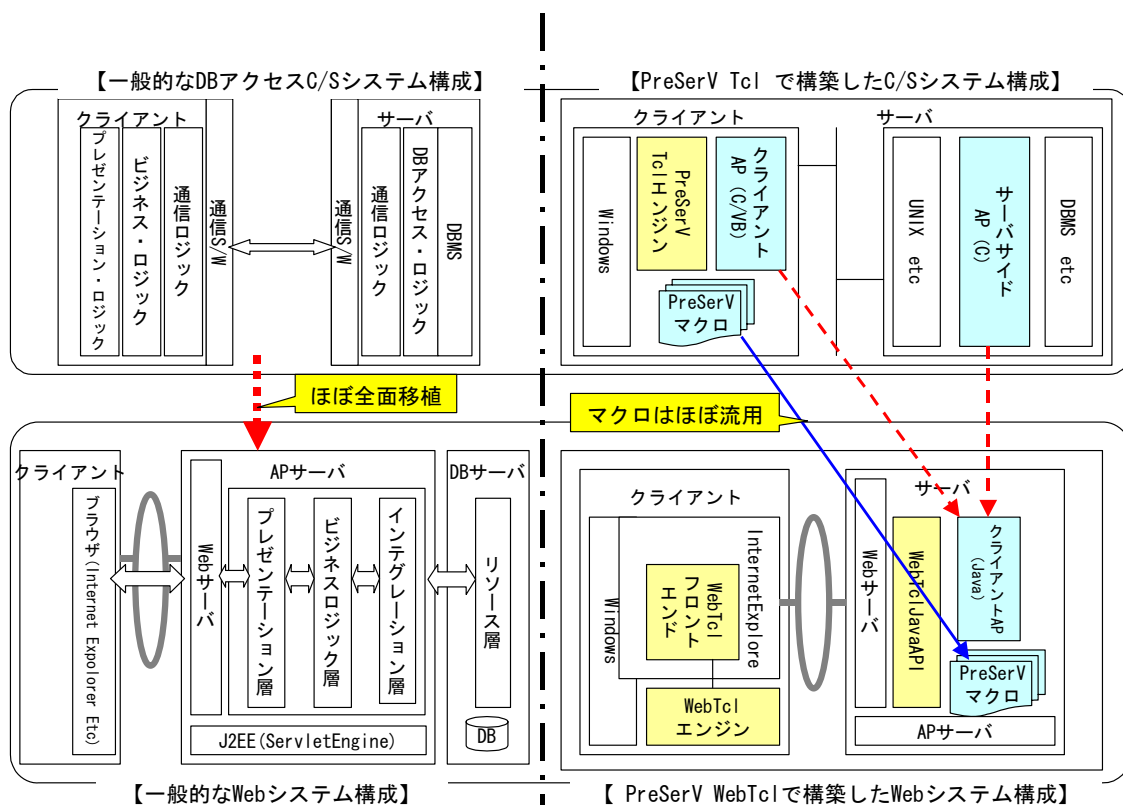 【一般的なDBアクセスC/Sシステム構成】
クライアント
プレゼンテーション・ロジック
ビジネス・ロジック
通信ロジック
通信S/W
通信S/W
サーバ
通信ロジック
DBアクセス・ロジック
DBMS
【PreSerV Tcl で構築したC/Sシステム構成】
クライアント
Windows
PreSerV
Tclエンジン
クライアント
AP (C/VB)
PreSerV
マクロ
サーバ
UNIX etc
サーバサイド
AP (C)
DBMS etc
ほぼ全面移植
マクロはほぼ流用
クライアント
ブラウザ(Internet Expolorer Etc)
APサーバ
Webサーバ
プレゼンテーション層
ビジネスロジック層
インテグレーション層
J2EE(ServletEngine)
DBサーバ
リソース層
DB
【一般的なWebシステム構成】
クライアント
Windows
WebTcl
フロント
エンド
InternetExplore
WebTcl
エンジン
サーバ
Webサーバ
WebTclJavaAPI
クライアントAP
(Java)
PreSerV
マクロ
APサーバ
【 PreSerV WebTclで構築したWebシステム構成】